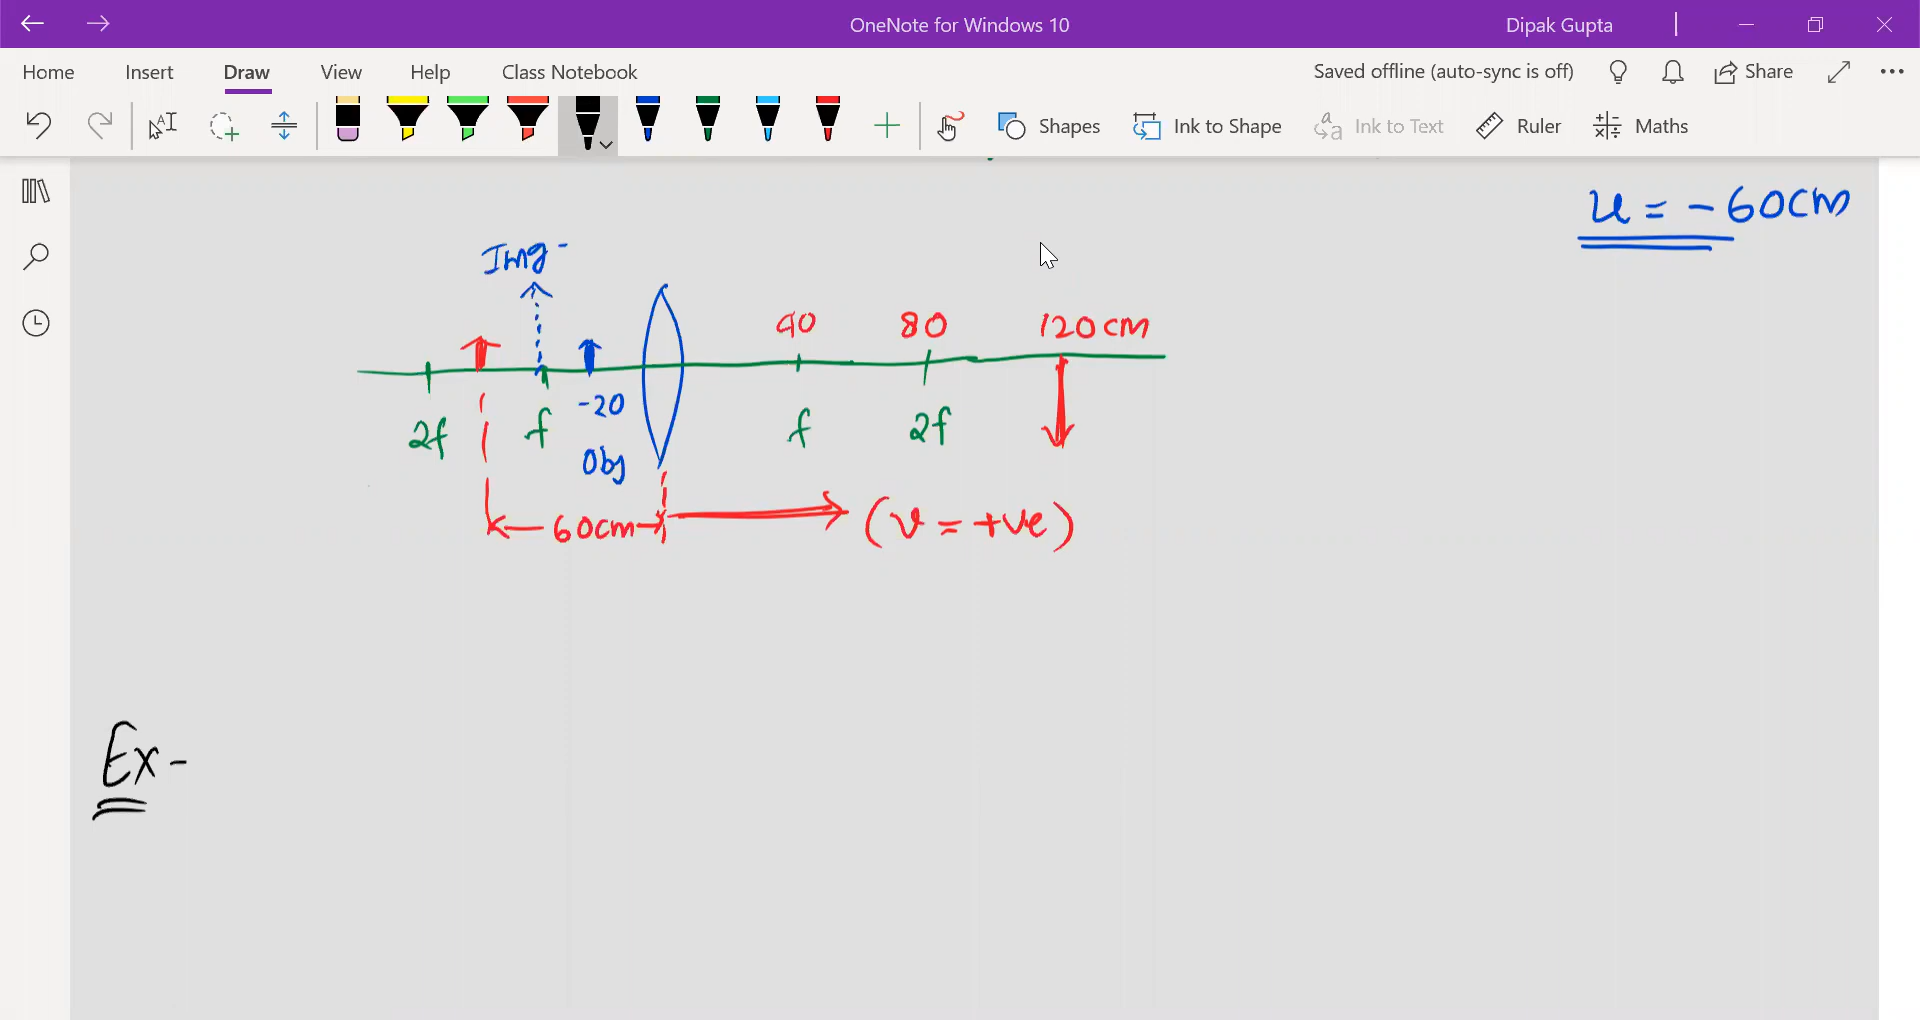 OneNote for Windows 10
Dipak Gupta
Home Insert Draw View Help Class Notebook
Saved offline (auto-sync is off) Share
Shapes Ink to Shape Ink to Text Ruler Maths
u = - 60cm
Img -
40 80 120cm
2f f -20 f 2f
Obj
60cm (v = +ve)
Ex -